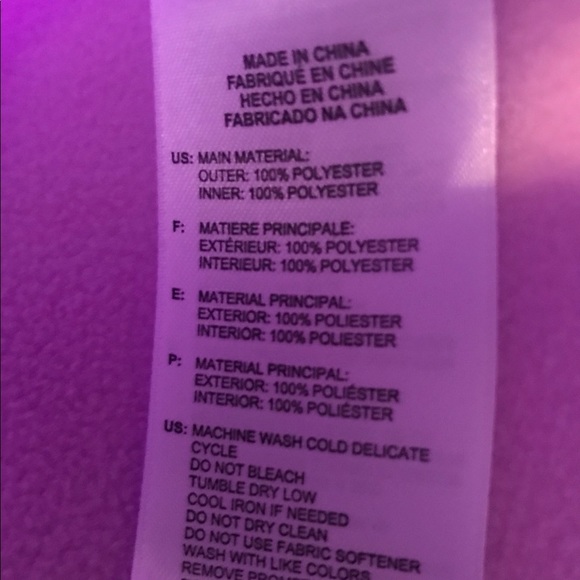 MADE IN CHINA
FABRIQUÉ EN CHINE
HECHO EN CHINA
FABRICADO NA CHINA
US: MAIN MATERIAL:
OUTER: 100% POLYESTER
INNER: 100% POLYESTER
F: MATIERE PRINCIPALE:
EXTÉRIEUR: 100% POLYESTER
INTERIEUR: 100% POLYESTER
E: MATERIAL PRINCIPAL:
EXTERIOR: 100% POLIESTER
INTERIOR: 100% POLIESTER
P: MATERIAL PRINCIPAL:
EXTERIOR: 100% POLIÉSTER
INTERIOR: 100% POLIÉSTER
US: MACHINE WASH COLD DELICATE
CYCLE
DO NOT BLEACH
TUMBLE DRY LOW
COOL IRON IF NEEDED
DO NOT DRY CLEAN
DO NOT USE FABRIC SOFTENER
WASH WITH LIKE COLORS
REMOVE